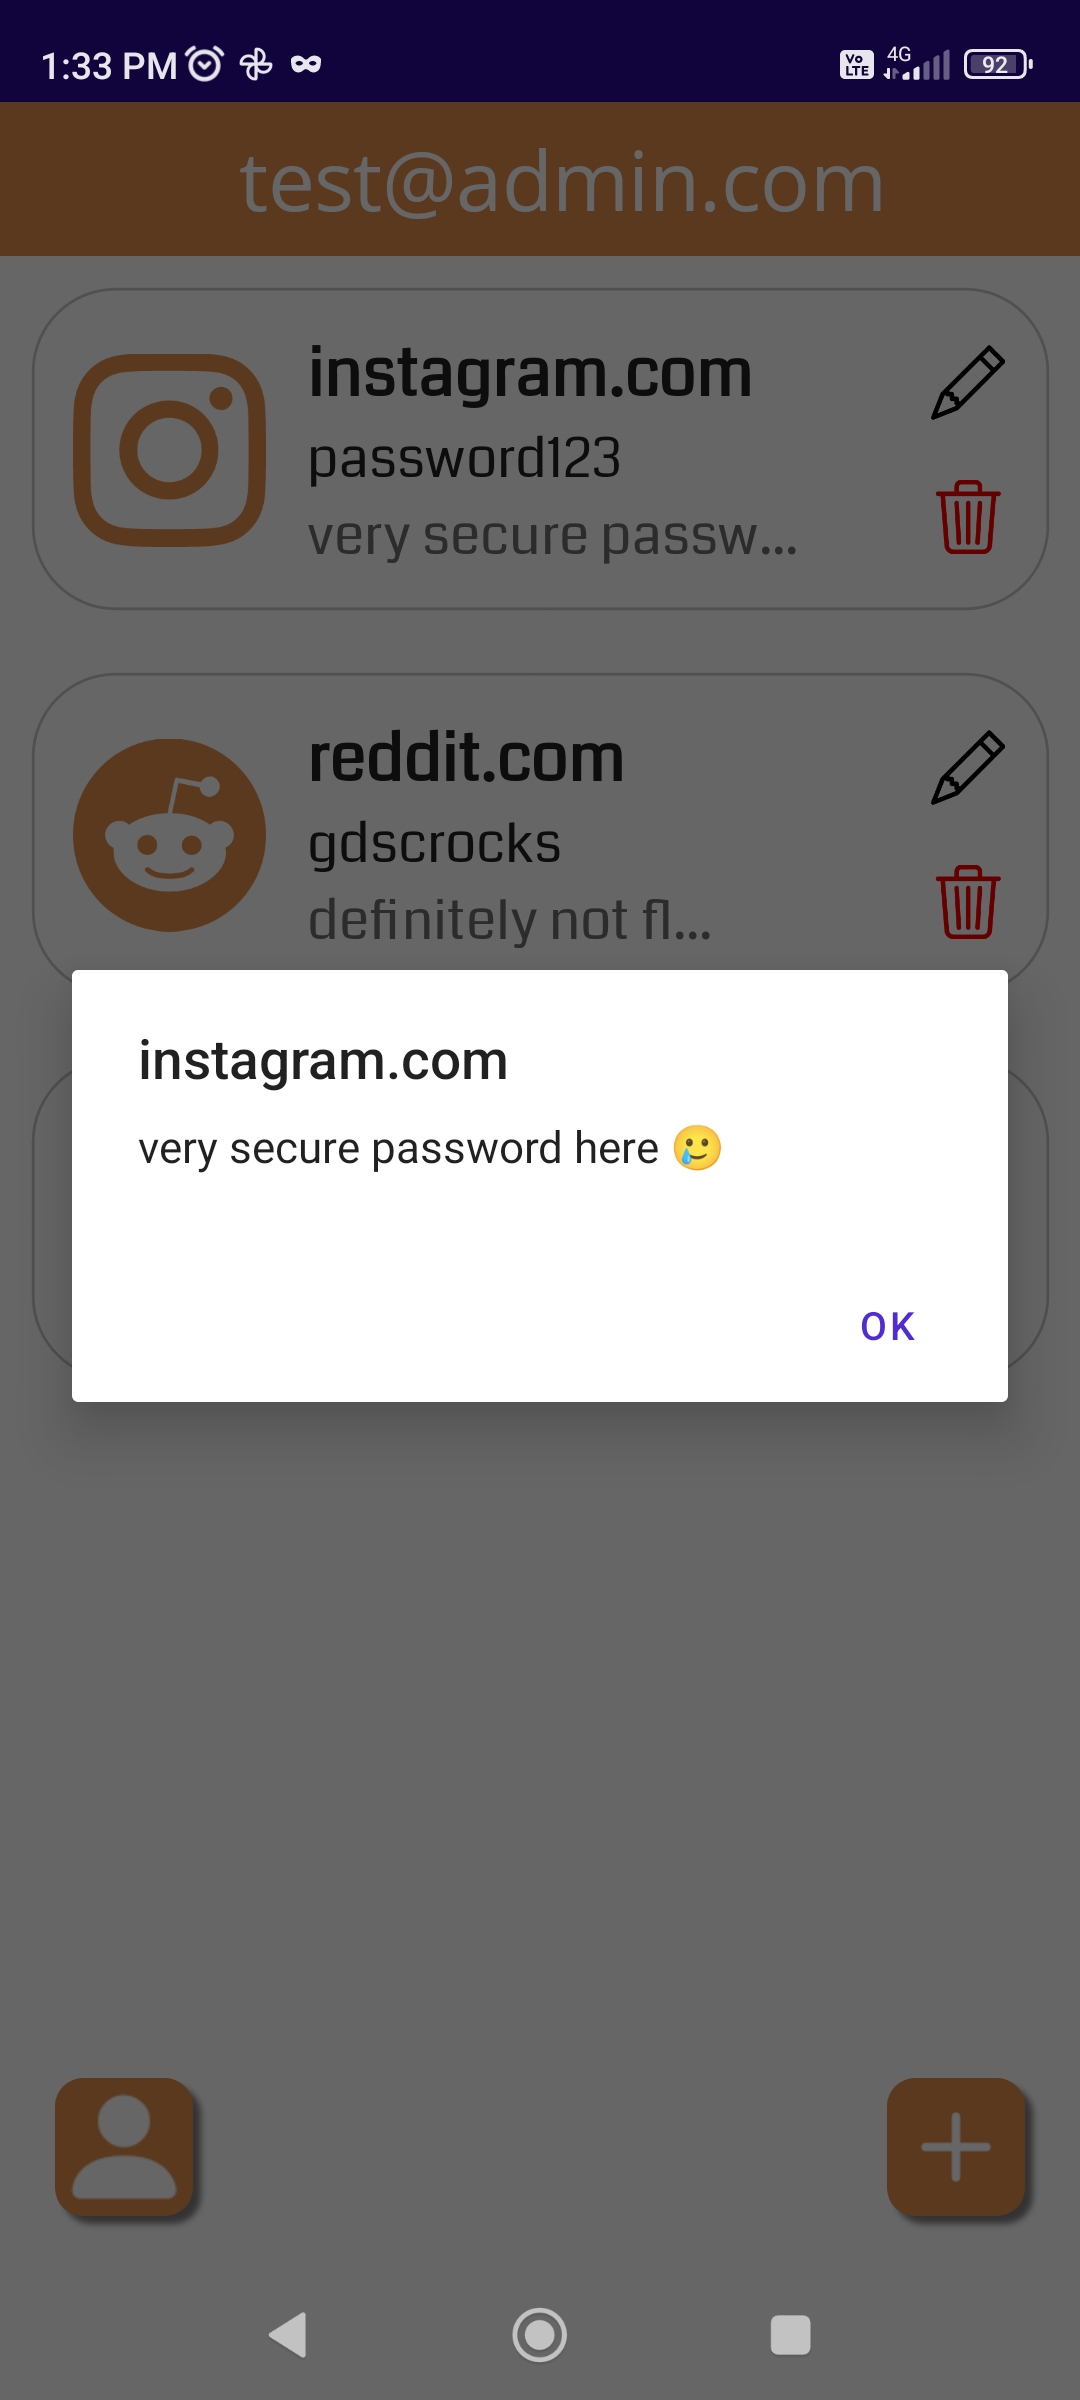 1:33 PM
Vo LTE 4G 92
test@admin.com
instagram.com
password123
very secure passw...
reddit.com
gdscrocks
definitely not fl...
instagram.com
very secure password here 🥲
OK